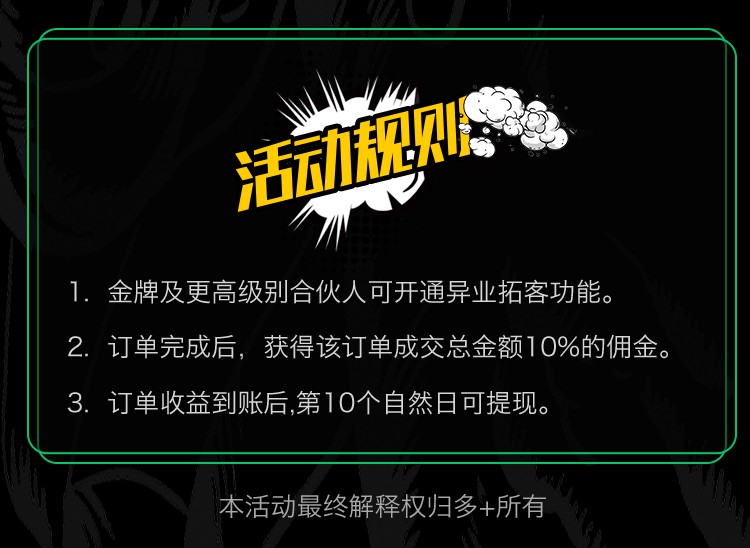 活动规则
1. 金牌及更高级别合伙人可开通异业拓客功能。
2. 订单完成后，获得该订单成交总金额10%的佣金。
3. 订单收益到账后,第10个自然日可提现。
本活动最终解释权归多+所有